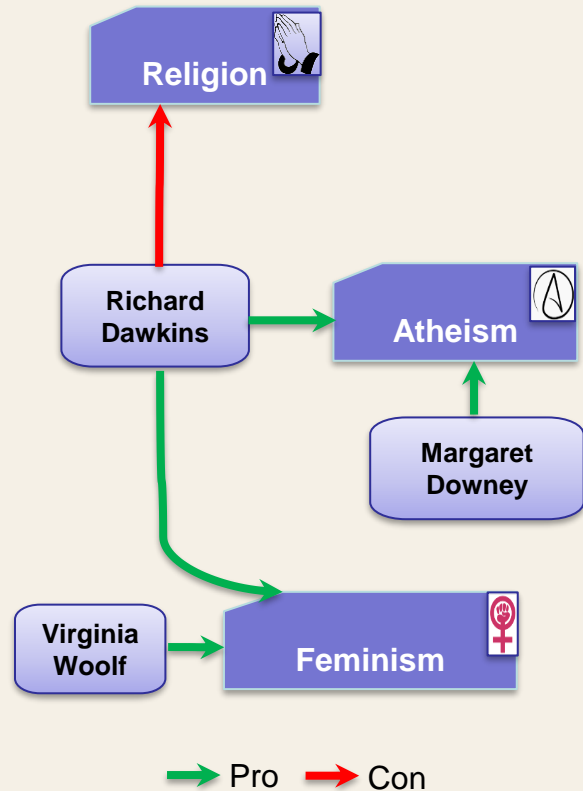 Religion
Richard
Dawkins
Atheism
Margaret
Downey
Virginia
Woolf
Feminism
Pro
Con